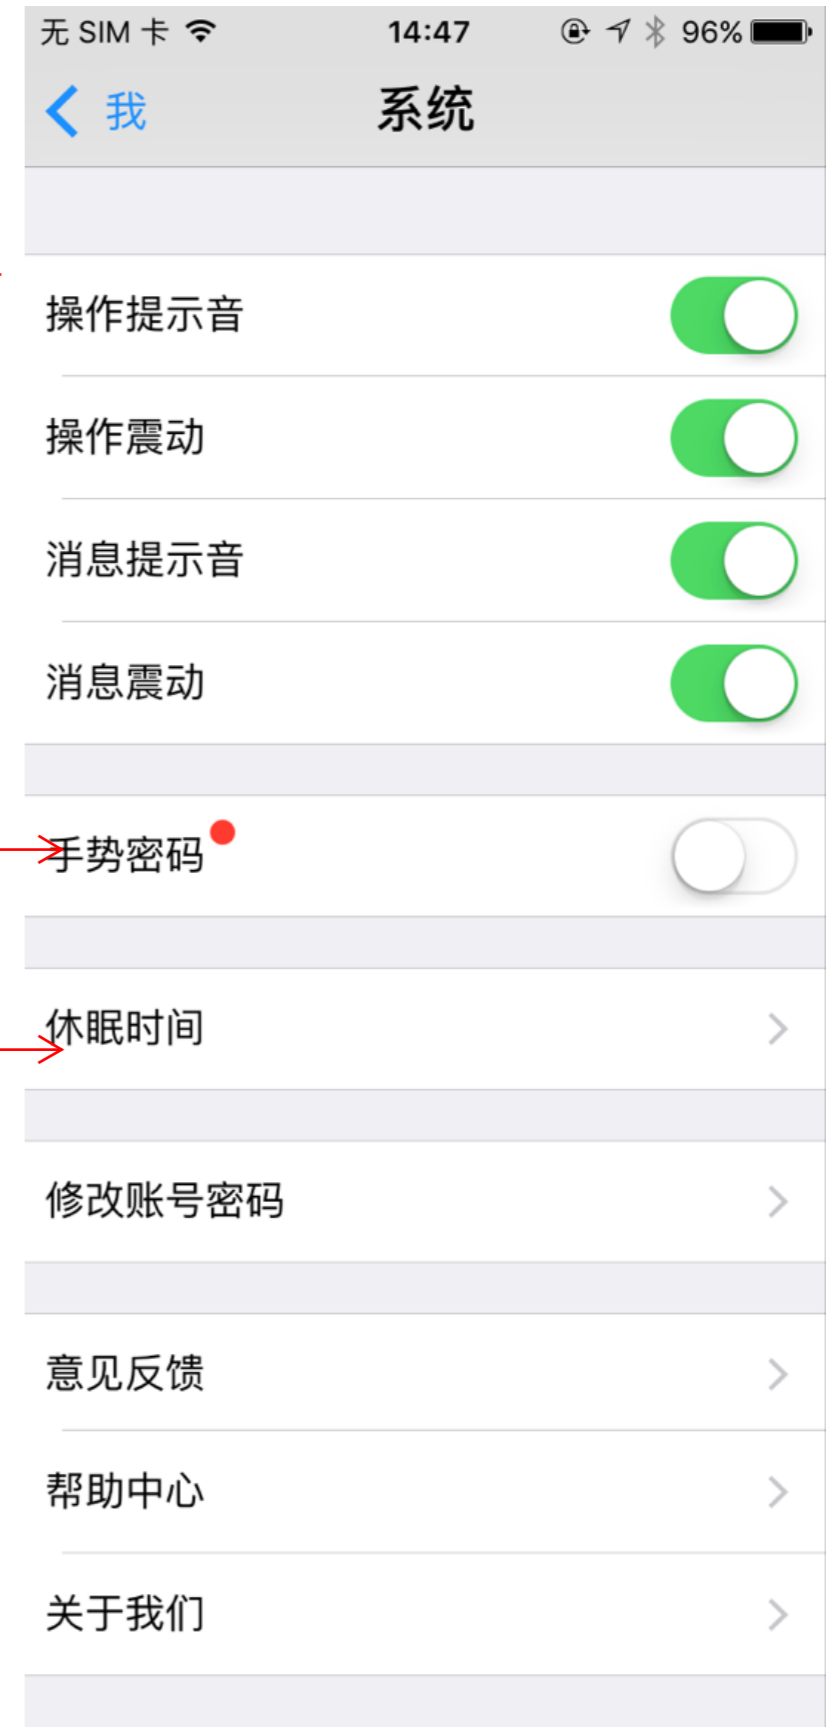 无 SIM 卡 14:47 96%
我 系统
操作提示音
操作震动
消息提示音
消息震动
手势密码
休眠时间
修改账号密码
意见反馈
帮助中心
关于我们